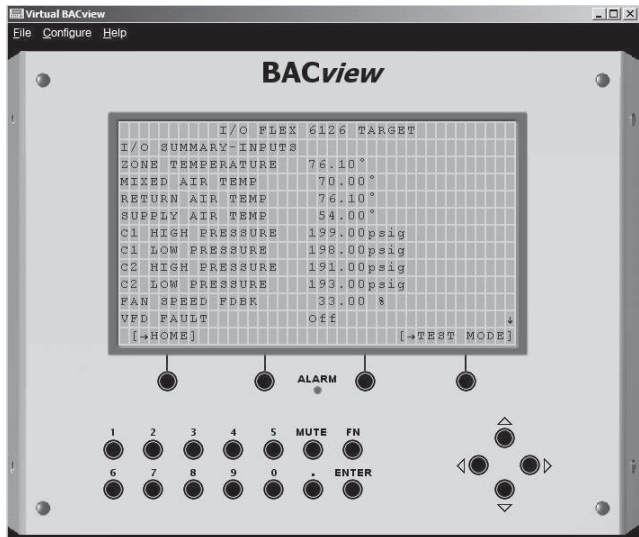 Virtual BACview
File Configure Help
BACview
I/O FLEX 6126 TARGET
I/O SUMMARY-INPUTS
ZONE TEMPERATURE 76.10°
MIXED AIR TEMP 70.00°
RETURN AIR TEMP 76.10°
SUPPLY AIR TEMP 54.00°
C1 HIGH PRESSURE 199.00psig
C1 LOW PRESSURE 198.00psig
C2 HIGH PRESSURE 191.00psig
C2 LOW PRESSURE 193.00psig
FAN SPEED FDBK 33.00 %
VFD FAULT Off ↓
[→HOME] [→TEST MODE]
ALARM
1 2 3 4 5 MUTE FN
6 7 8 9 0 . ENTER